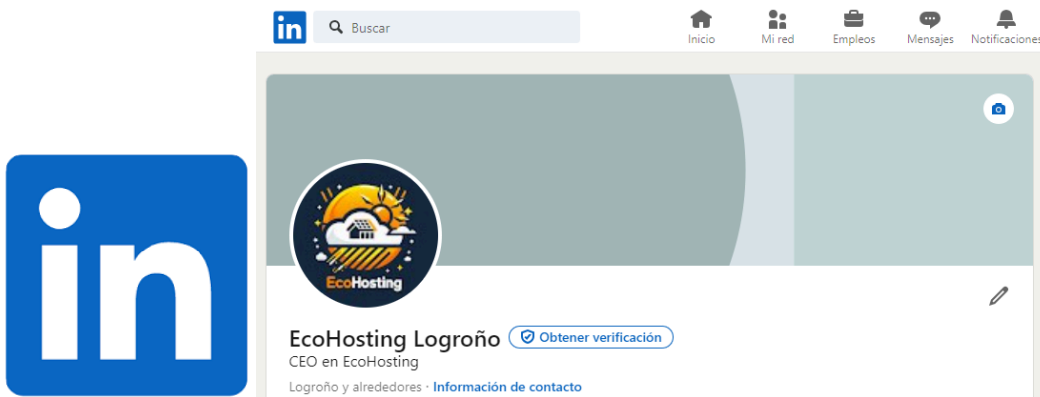 in
in
Buscar
Inicio
Mi red
Empleos
Mensajes
Notificaciones
EcoHosting
EcoHosting Logroño
Obtener verificación
CEO en EcoHosting
Logroño y alrededores · Información de contacto